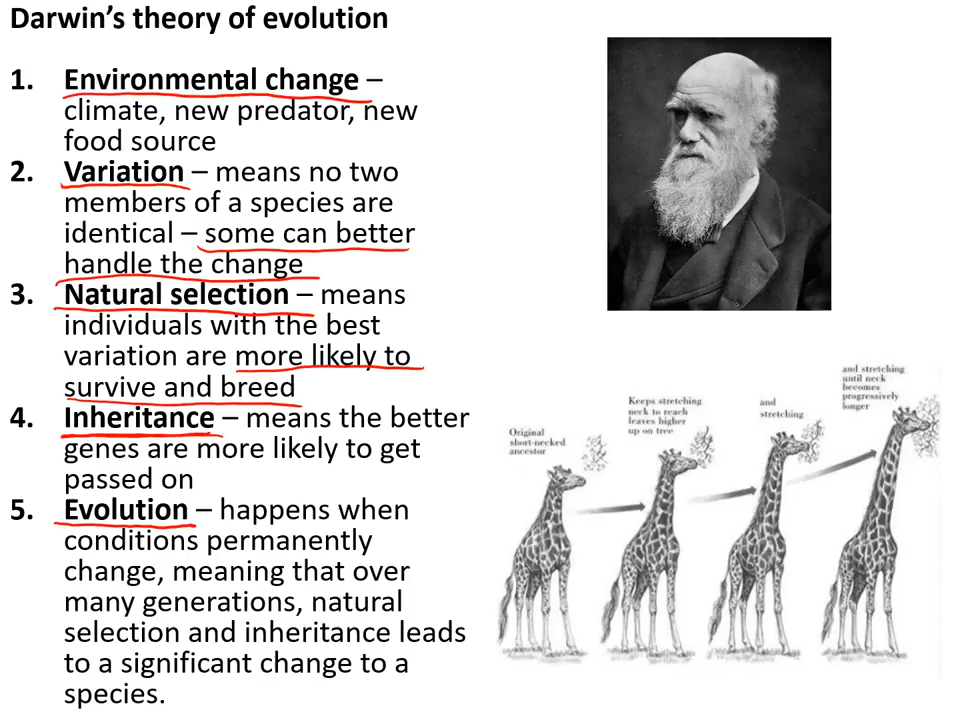 Darwin's theory of evolution
1. Environmental change –
climate, new predator, new
food source
2. Variation – means no two
members of a species are
identical – some can better
handle the change
3. Natural selection – means
individuals with the best
variation are more likely to
survive and breed
4. Inheritance – means the better
genes are more likely to get
passed on
5. Evolution – happens when
conditions permanently
change, meaning that over
many generations, natural
selection and inheritance leads
to a significant change to a
species.
Original
short-necked
ancestor
Keeps stretching
neck to reach
leaves higher
up on tree
and
stretching
and stretching
until neck
becomes
progressively
longer